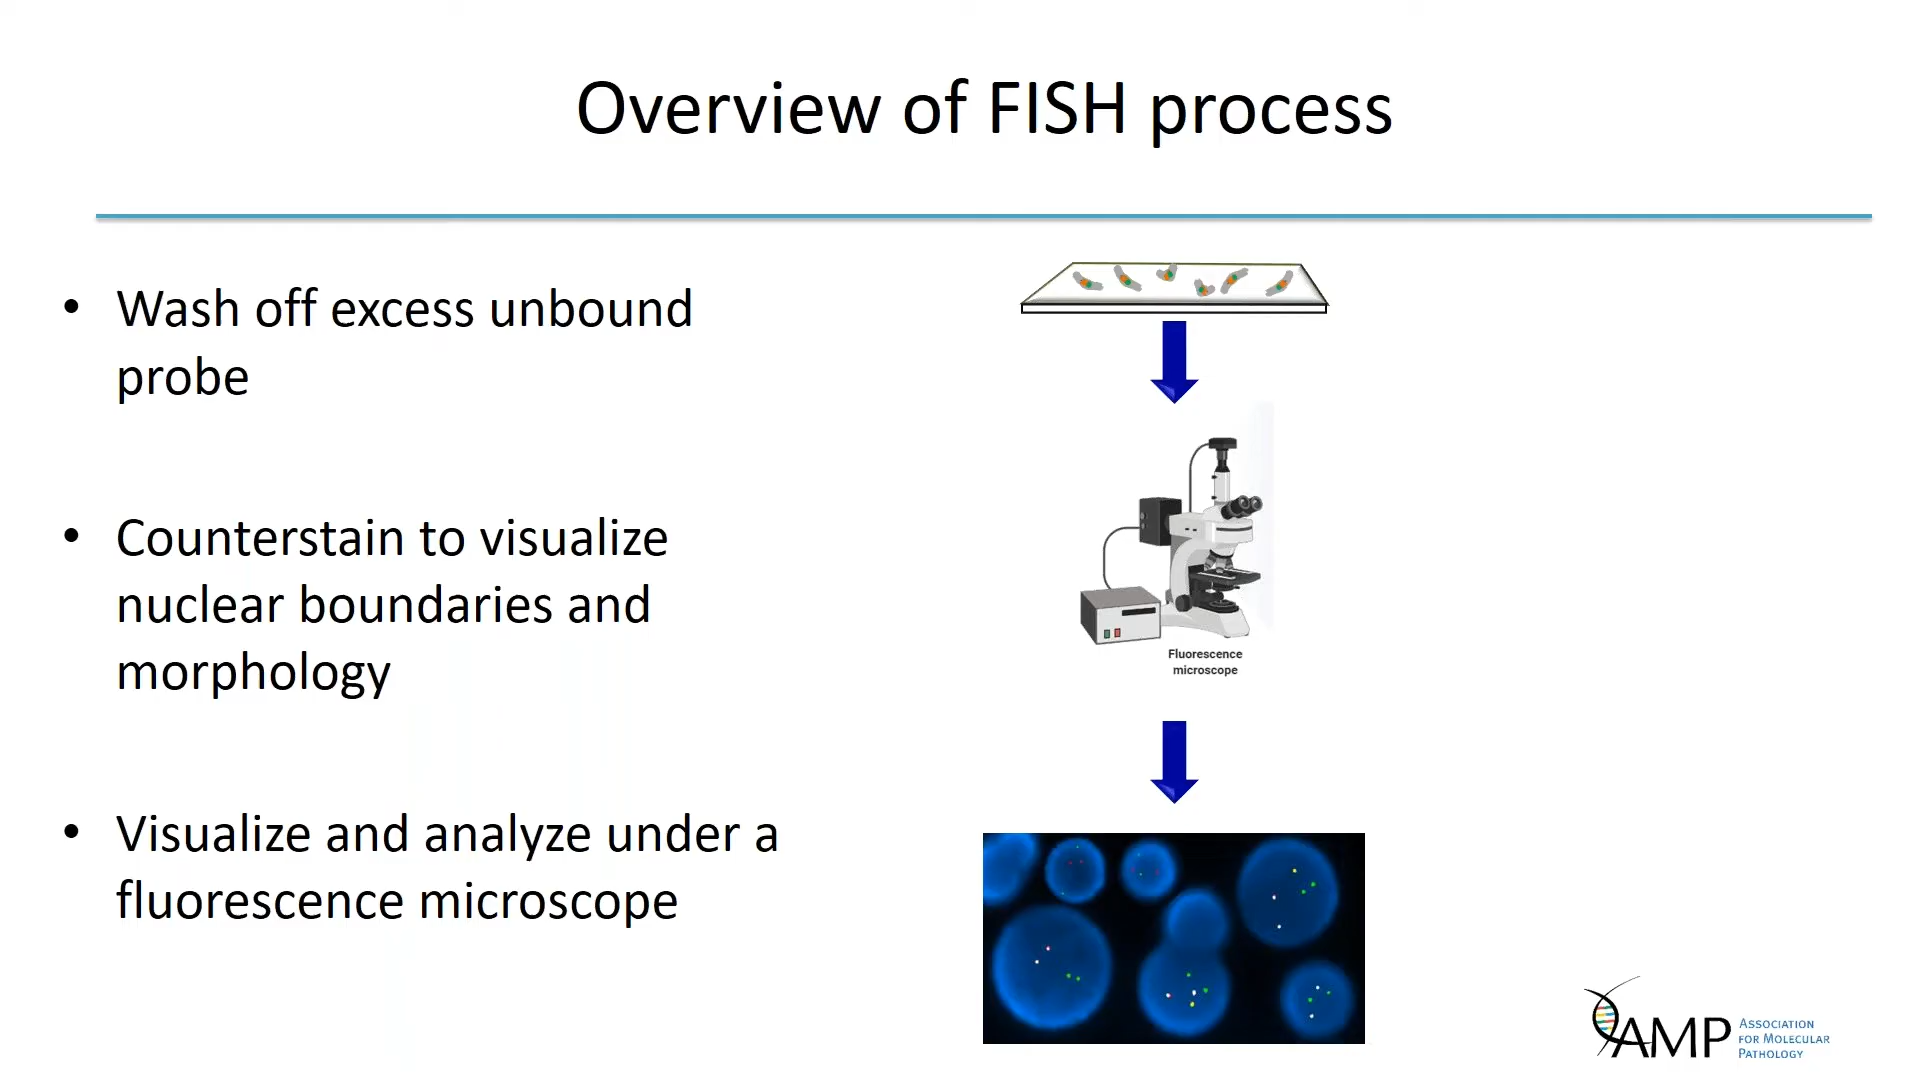 Overview of FISH process
• Wash off excess unbound
probe
• Counterstain to visualize
nuclear boundaries and
morphology
• Visualize and analyze under a
fluorescence microscope
Fluorescence
microscope
AMP
Association
for Molecular
Pathology